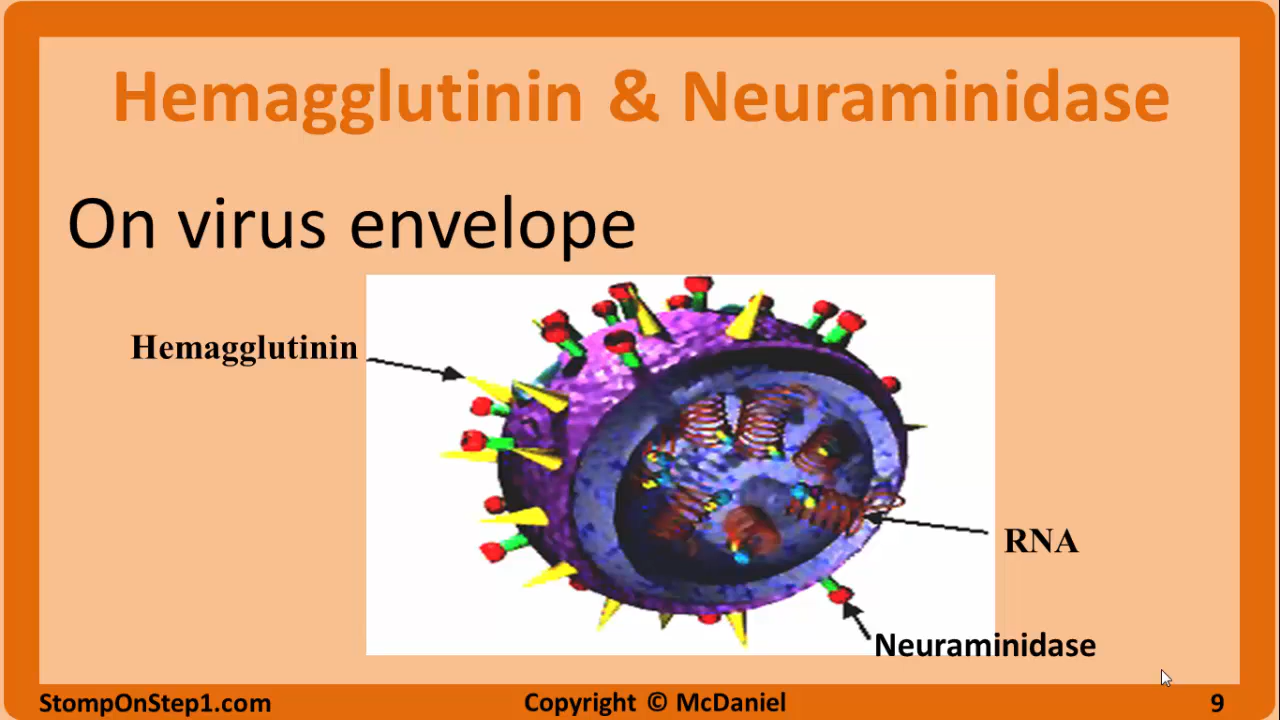 Hemagglutinin & Neuraminidase
On virus envelope
Hemagglutinin
RNA
Neuraminidase
StompOnStep1.com
Copyright © McDaniel
9